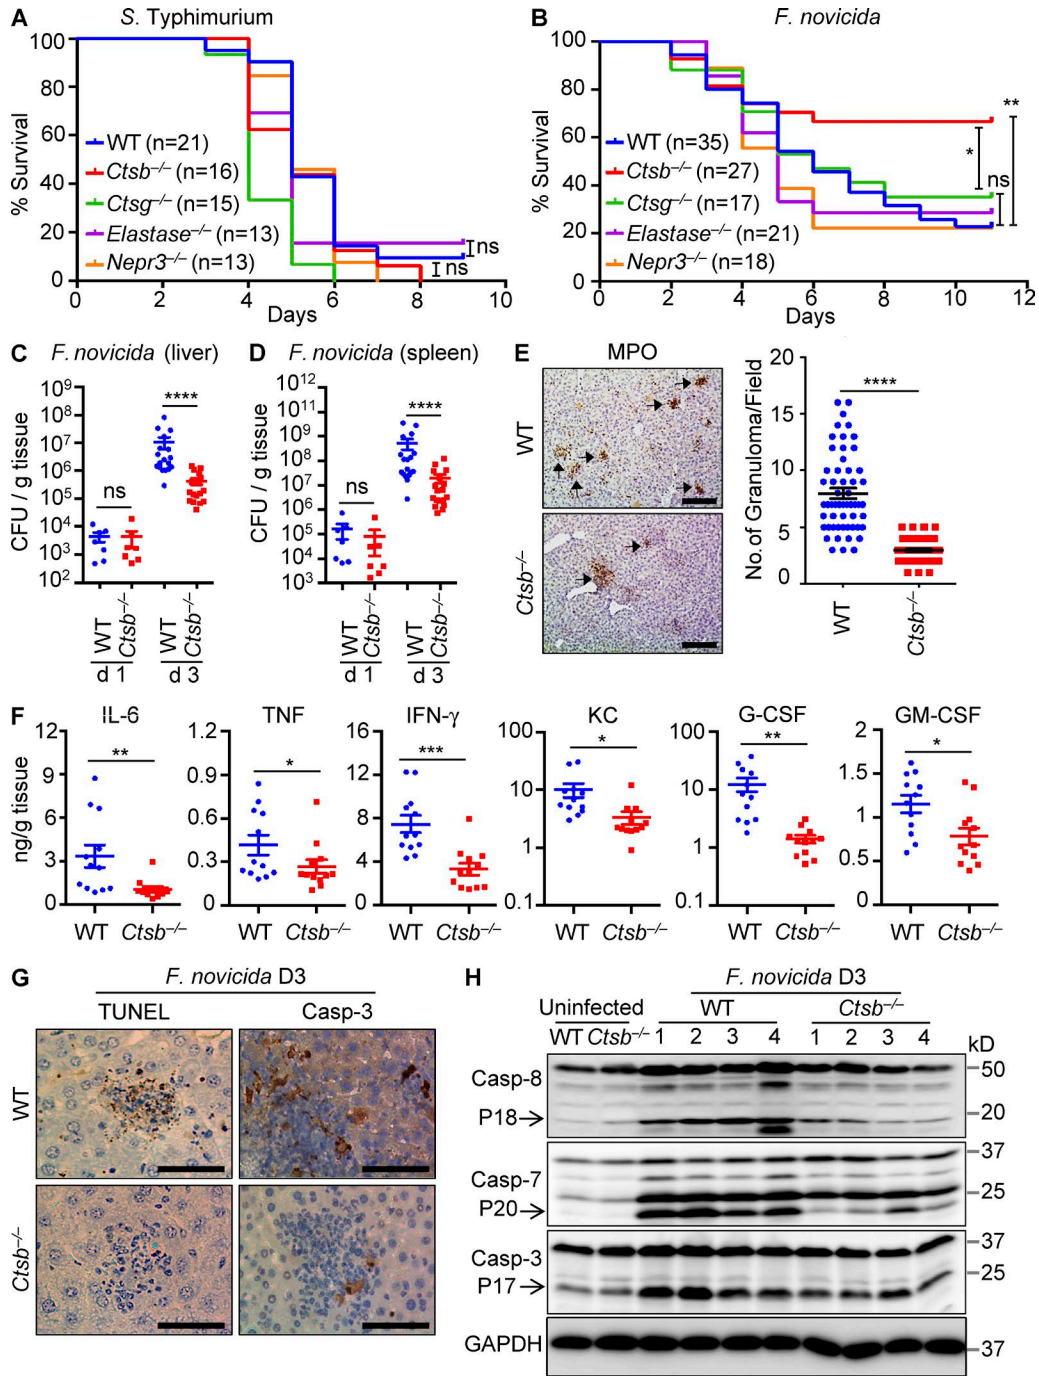 A
S. Typhimurium
% Survival
100
80
60
40
20
0
WT (n=21)
Ctsb–/– (n=16)
Ctsg–/– (n=15)
Elastase–/– (n=13)
Nepr3–/– (n=13)
ns
ns
0 2 4 6 8 10
Days
B
F. novicida
% Survival
100
80
60
40
20
0
WT (n=35)
Ctsb–/– (n=27)
Ctsg–/– (n=17)
Elastase–/– (n=21)
Nepr3–/– (n=18)
**
*
ns
0 2 4 6 8 10 12
Days
C
F. novicida (liver)
CFU / g tissue
10⁹
10⁸
10⁷
10⁶
10⁵
10⁴
10³
10²
ns
****
WT Ctsb–/– WT Ctsb–/–
d 1 d 3
D
F. novicida (spleen)
CFU / g tissue
10¹²
10¹¹
10¹⁰
10⁹
10⁸
10⁷
10⁶
10⁵
10⁴
10³
ns
****
WT Ctsb–/– WT Ctsb–/–
d 1 d 3
E
MPO
WT
Ctsb–/–
No.of Granuloma/Field
20
15
10
5
0
****
WT Ctsb–/–
F
ng/g tissue
IL-6
12
9
6
3
0
**
WT Ctsb–/–
TNF
1.2
0.9
0.6
0.3
0
*
WT Ctsb–/–
IFN-γ
16
12
8
4
0
***
WT Ctsb–/–
KC
100
10
1
0.1
*
WT Ctsb–/–
G-CSF
100
10
1
0.1
**
WT Ctsb–/–
GM-CSF
2
1.5
1
0.5
0
*
WT Ctsb–/–
G
F. novicida D3
TUNEL Casp-3
WT
Ctsb–/–
H
F. novicida D3
Uninfected WT Ctsb–/–
WT Ctsb–/– 1 2 3 4 1 2 3 4 kD
Casp-8
P18
50
20
Casp-7
P20
37
25
Casp-3
P17
37
25
GAPDH
37